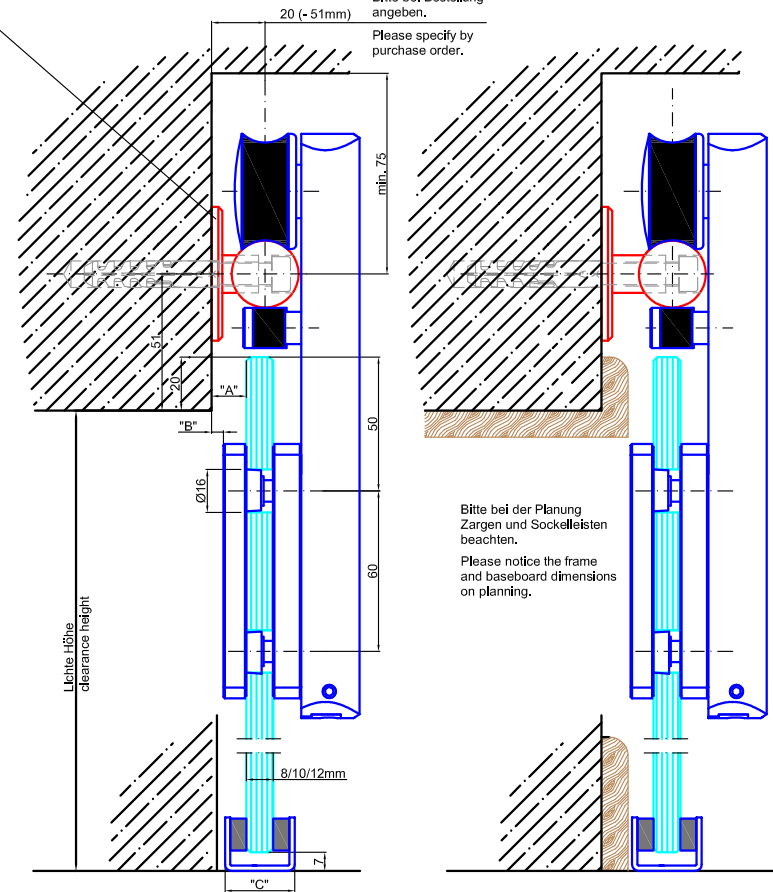 20 (- 51mm)
angeben.
Please specify by
purchase order.
min. 75
51
20
"A"
"B"
50
Ø16
60
Bitte bei der Planung
Zargen und Sockelleisten
beachten.
Please notice the frame
and baseboard dimensions
on planning.
Lichte Höhe
clearance height
8/10/12mm
7
"C"